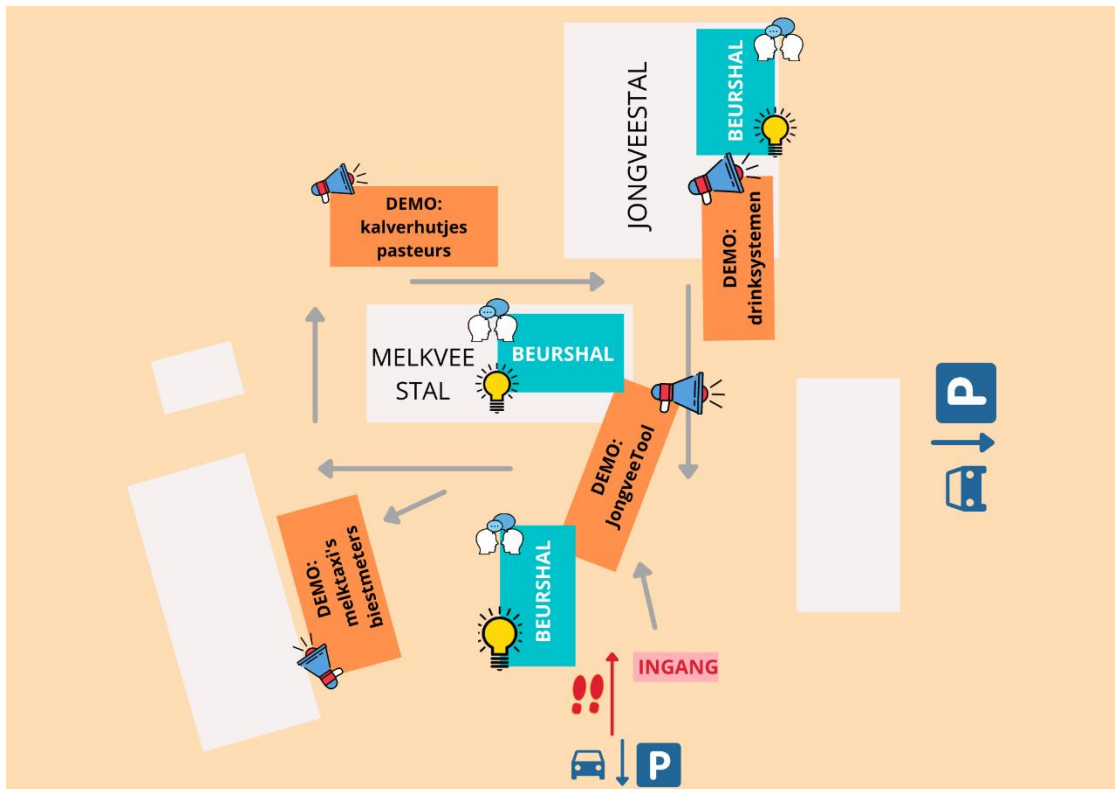 JONGVEESTAL
BEURSHAL
DEMO:
kalverhutjes
pasteurs
DEMO:
drinksystemen
MELKVEE
STAL
BEURSHAL
DEMO:
JongveeTool
P
DEMO:
melktaxi's
biestmeters
BEURSHAL
INGANG
P